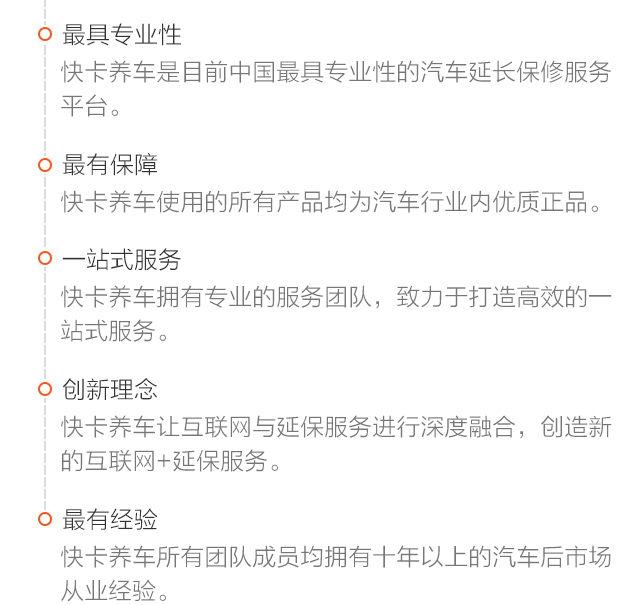 最具专业性
快卡养车是目前中国最具专业性的汽车延长保修服务
平台。
最有保障
快卡养车使用的所有产品均为汽车行业内优质正品。
一站式服务
快卡养车拥有专业的服务团队，致力于打造高效的一
站式服务。
创新理念
快卡养车让互联网与延保服务进行深度融合，创造新
的互联网+延保服务。
最有经验
快卡养车所有团队成员均拥有十年以上的汽车后市场
从业经验。